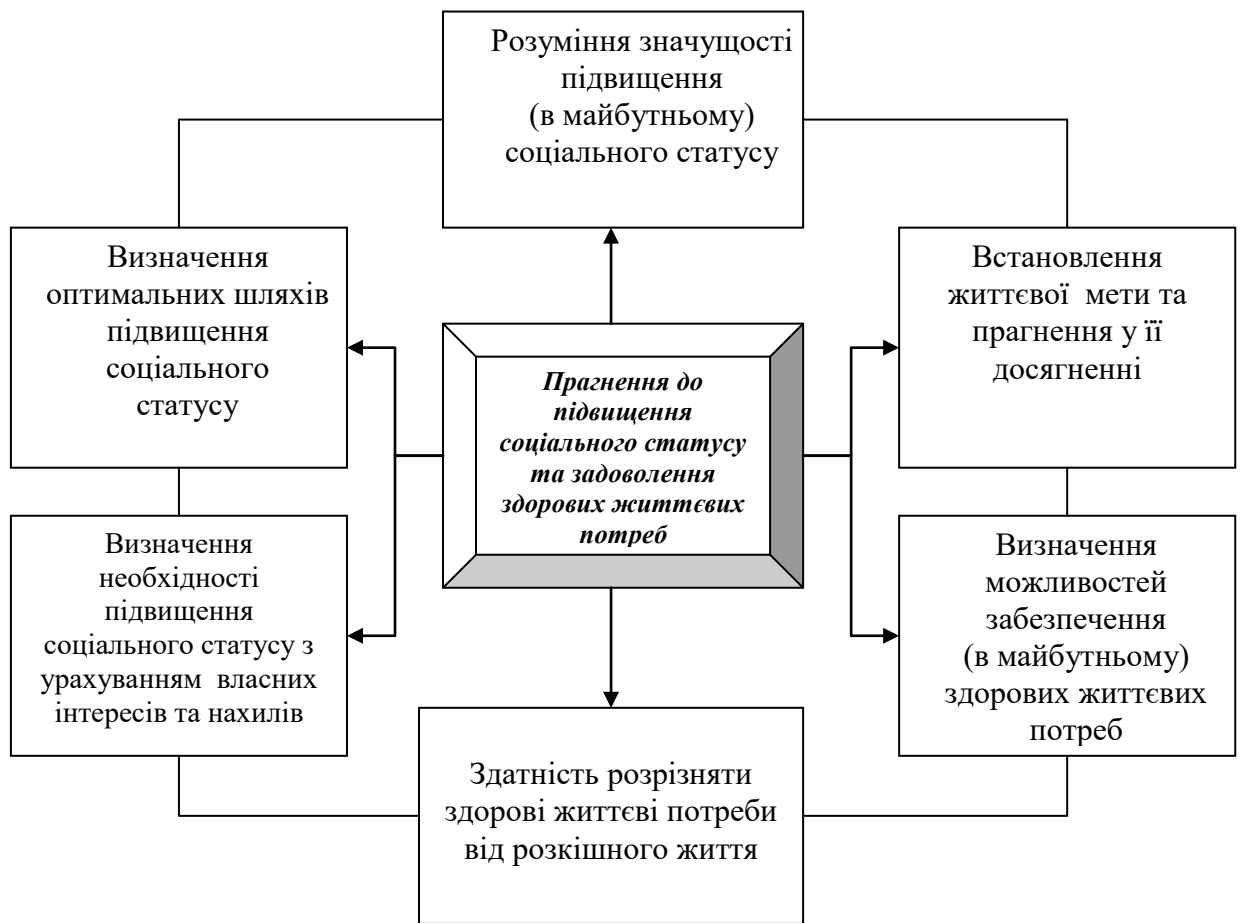 Розуміння значущості
підвищення
(в майбутньому)
соціального статусу
Визначення
оптимальних шляхів
підвищення
соціального
статусу
Встановлення
життєвої мети та
прагнення у її
досягненні
Прагнення до
підвищення
соціального статусу
та задоволення
здорових життєвих
потреб
Визначення
необхідності
підвищення
соціального статусу з
урахуванням власних
інтересів та нахилів
Визначення
можливостей
забезпечення
(в майбутньому)
здорових життєвих
потреб
Здатність розрізняти
здорові життєві потреби
від розкішного життя